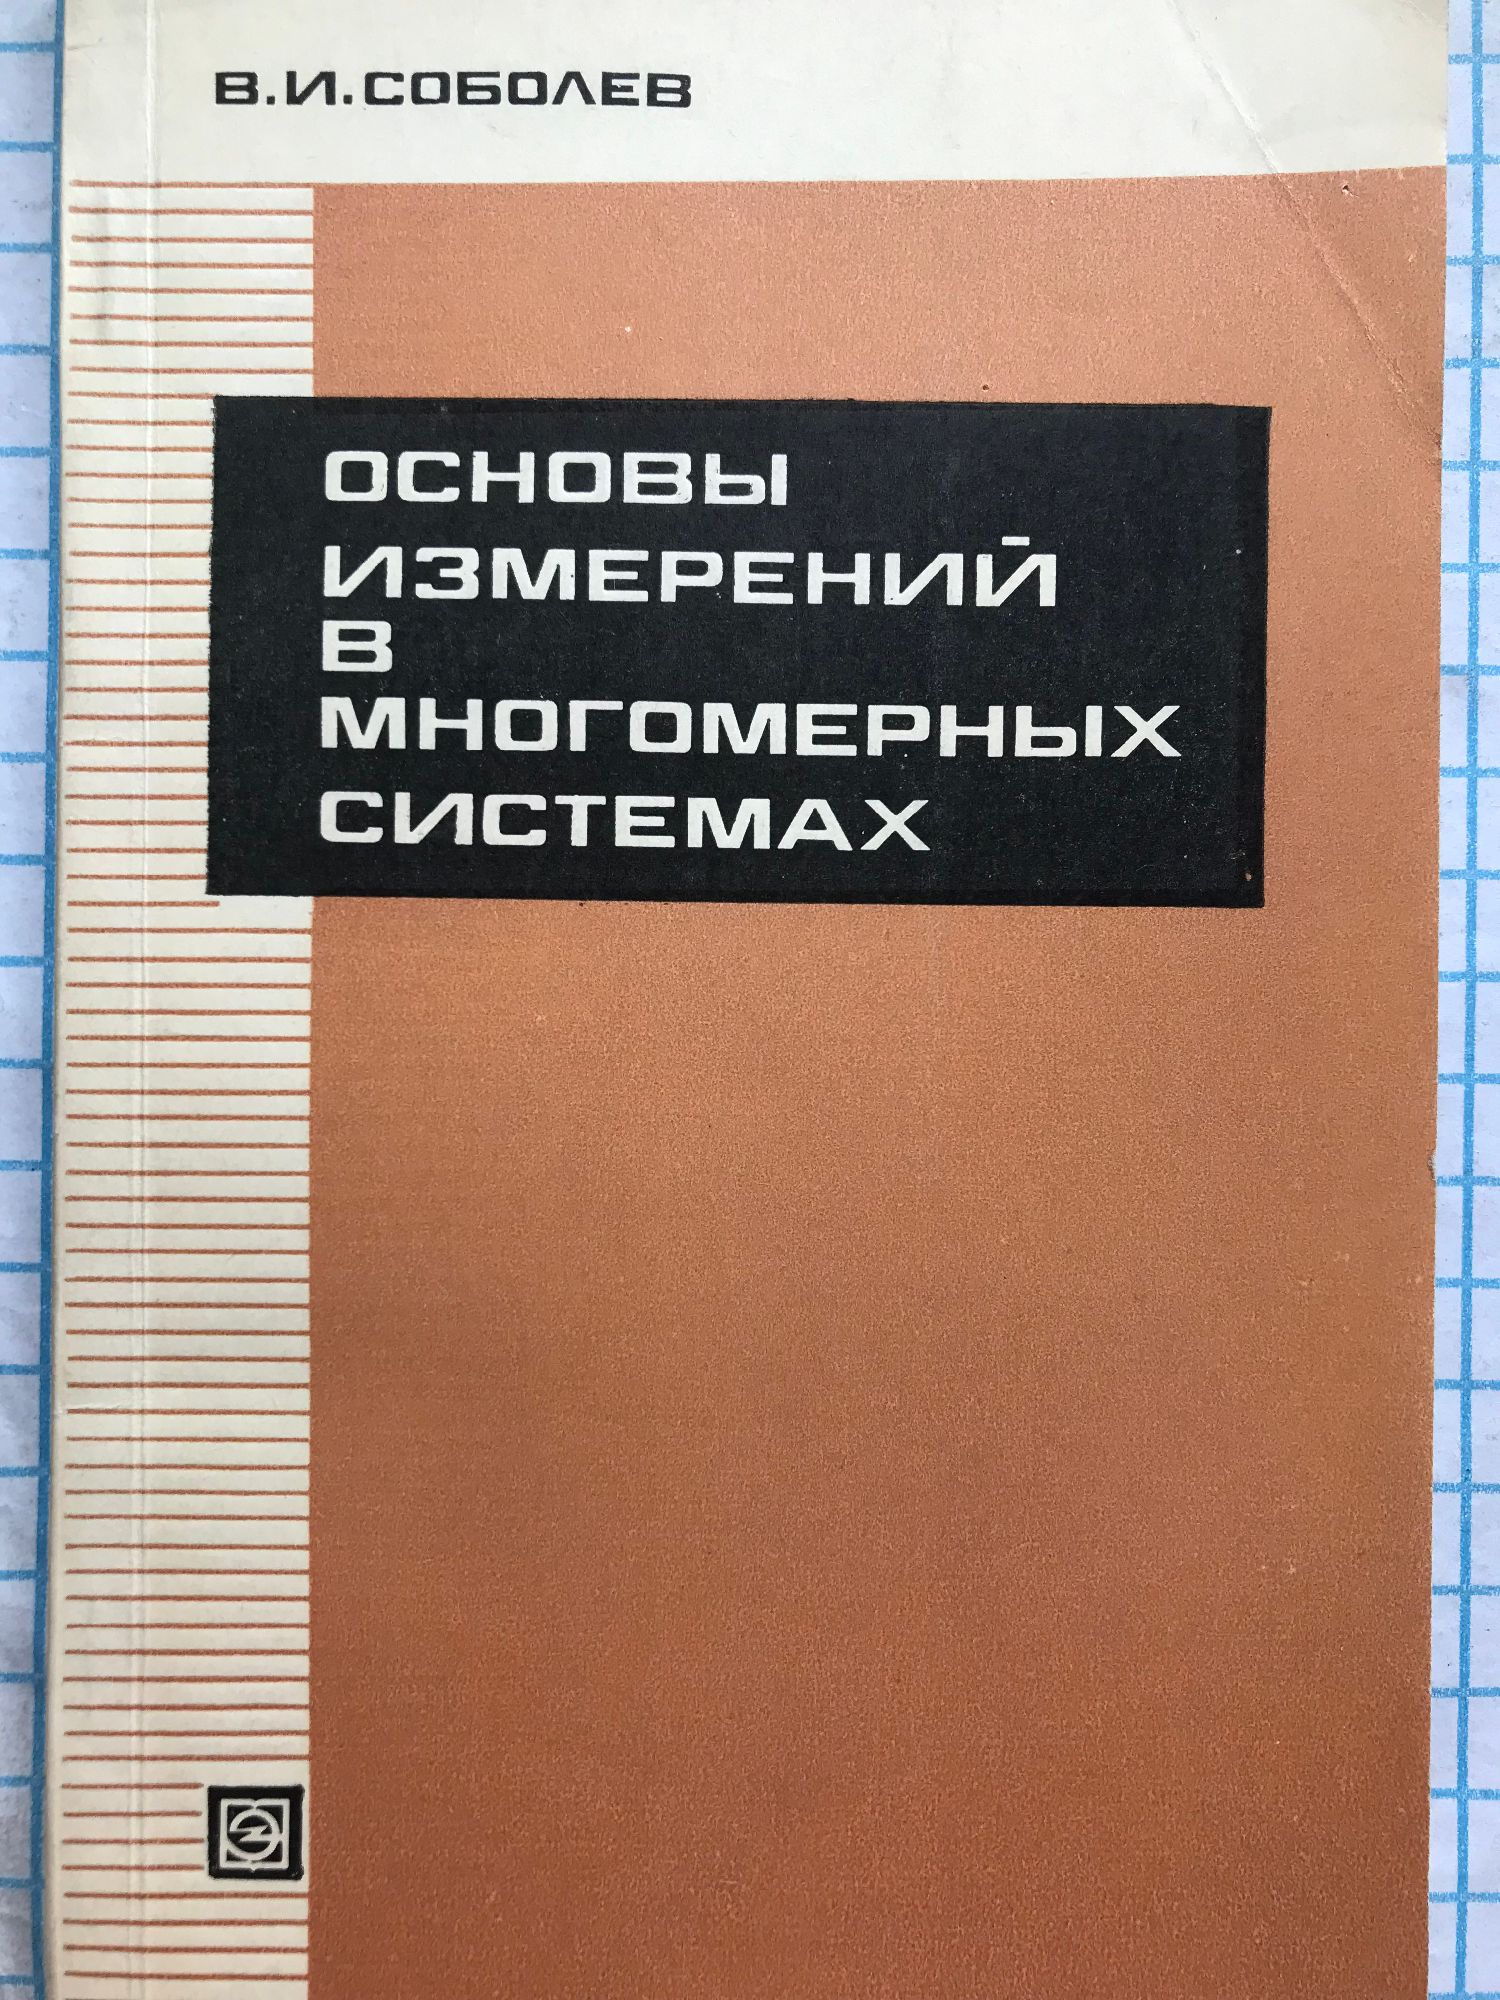 В.И.СОБОЛЕВ
ОСНОВЫ
ИЗМЕРЕНИЙ
В
МНОГОМЕРНЫХ
СИСТЕМАХ